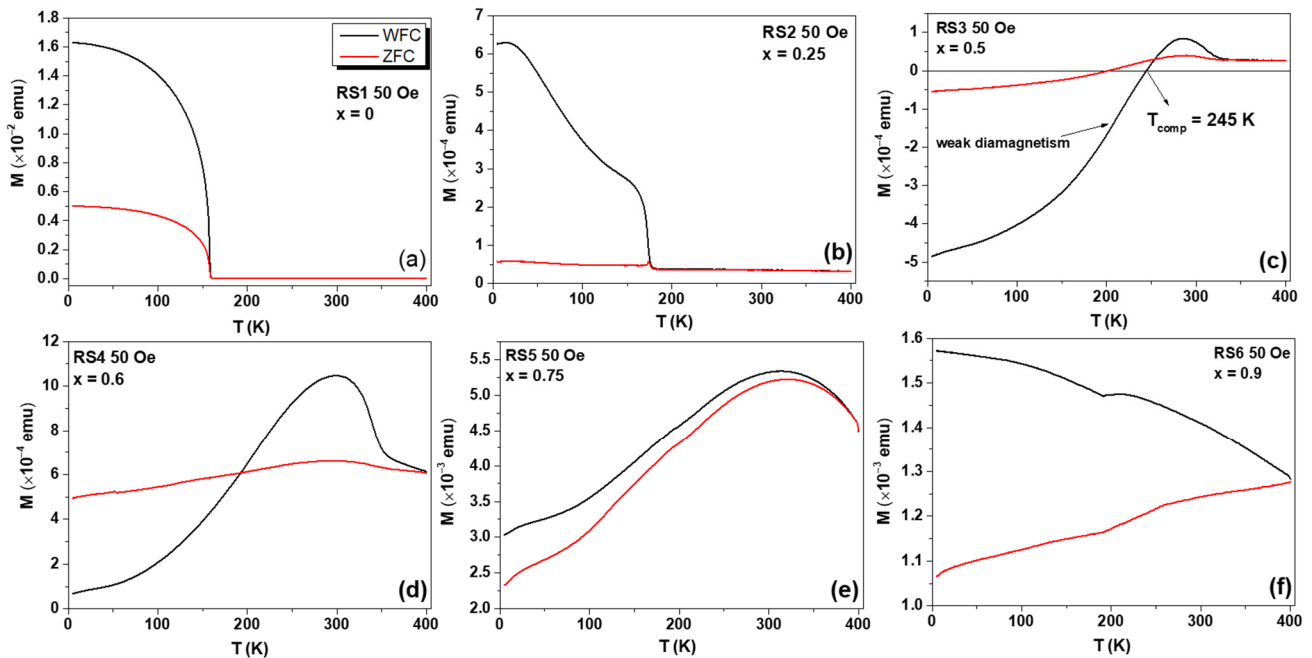 WFC
ZFC
RS1 50 Oe
x = 0
(a)
M (×10⁻² emu)
1.8
1.6
1.4
1.2
1.0
0.8
0.6
0.4
0.2
0.0
0 100 200 300 400
T (K)
RS2 50 Oe
x = 0.25
(b)
M (×10⁻⁴ emu)
7
6
5
4
3
2
1
0
0 100 200 300 400
T (K)
RS3 50 Oe
x = 0.5
T_comp = 245 K
weak diamagnetism
(c)
M (×10⁻⁴ emu)
1
0
-1
-2
-3
-4
-5
0 100 200 300 400
T (K)
RS4 50 Oe
x = 0.6
(d)
M (×10⁻⁴ emu)
12
10
8
6
4
2
0
0 100 200 300 400
T (K)
RS5 50 Oe
x = 0.75
(e)
M (×10⁻³ emu)
5.5
5.0
4.5
4.0
3.5
3.0
2.5
2.0
0 100 200 300 400
T (K)
RS6 50 Oe
x = 0.9
(f)
M (×10⁻³ emu)
1.6
1.5
1.4
1.3
1.2
1.1
1.0
0 100 200 300 400
T (K)